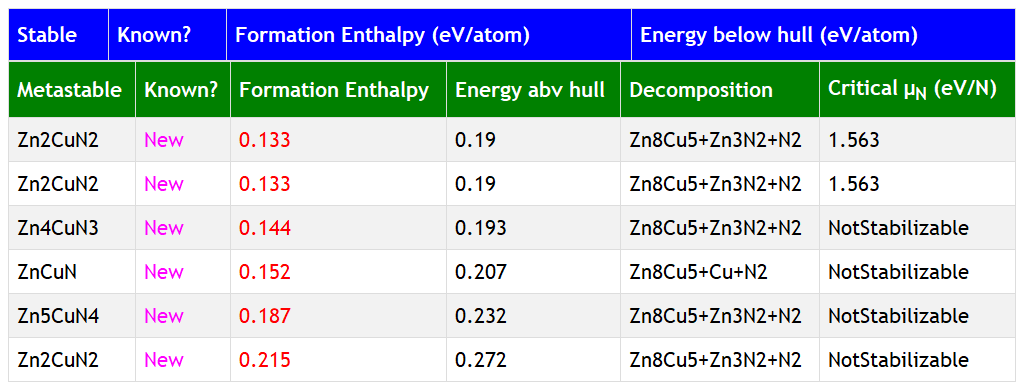 Stable Known? Formation Enthalpy (eV/atom) Energy below hull (eV/atom)
Metastable Known? Formation Enthalpy Energy abv hull Decomposition Critical μN (eV/N)
Zn2CuN2 New 0.133 0.19 Zn8Cu5+Zn3N2+N2 1.563
Zn2CuN2 New 0.133 0.19 Zn8Cu5+Zn3N2+N2 1.563
Zn4CuN3 New 0.144 0.193 Zn8Cu5+Zn3N2+N2 NotStabilizable
ZnCuN New 0.152 0.207 Zn8Cu5+Cu+N2 NotStabilizable
Zn5CuN4 New 0.187 0.232 Zn8Cu5+Zn3N2+N2 NotStabilizable
Zn2CuN2 New 0.215 0.272 Zn8Cu5+Zn3N2+N2 NotStabilizable